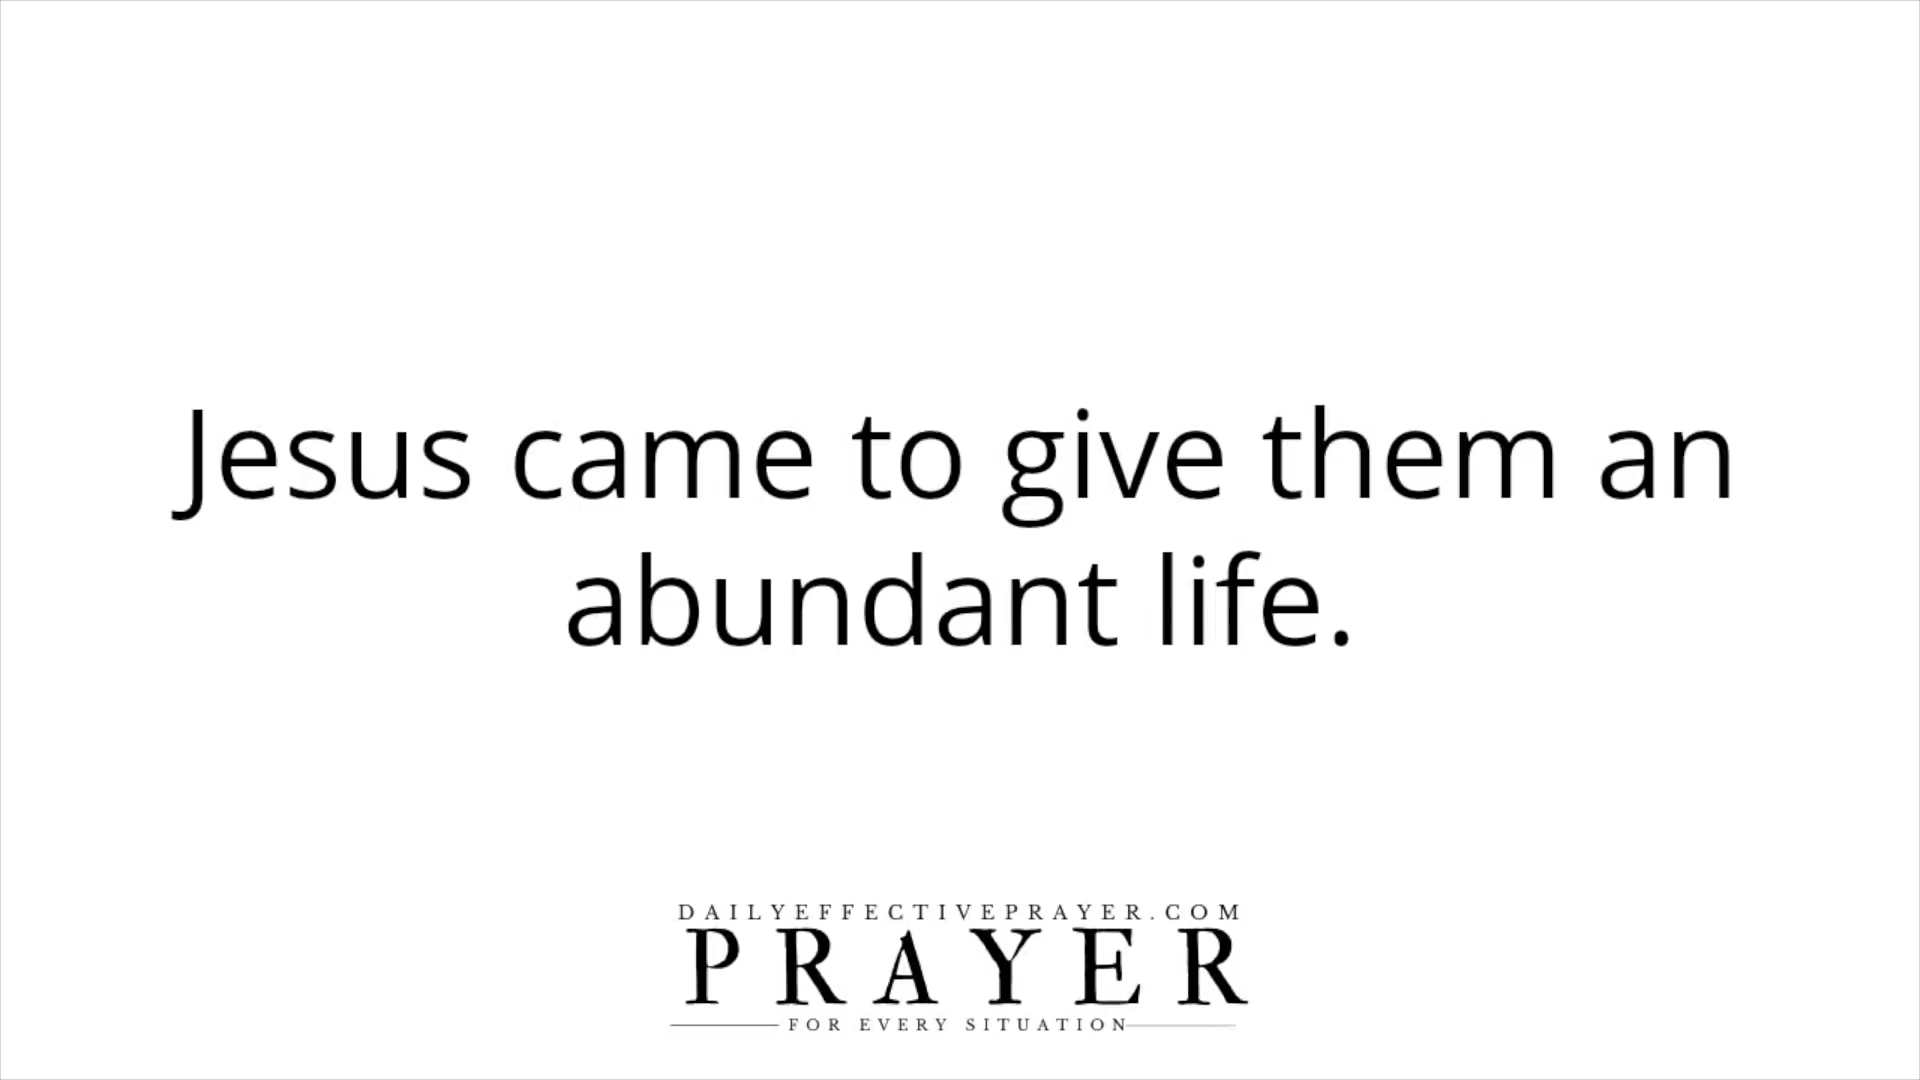 Jesus came to give them an
abundant life.
DAILYEFFECTIVEPRAYER.COM
PRAYER
FOR EVERY SITUATION